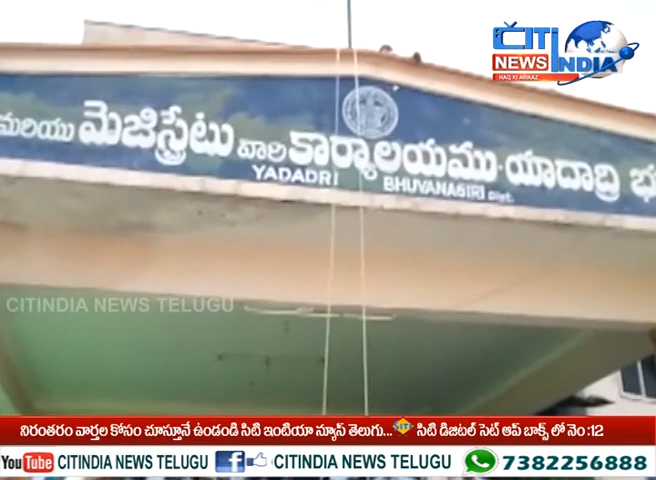 CITI
NEWS INDIA
HAQ KI AWAAZ
మరియు మెజిస్ట్రేటు వారి కార్యాలయము-యాదాద్రి
YADADRI BHUVANAGIRI Dist.
CITINDIA NEWS TELUGU
నిరంతరం వార్తల కోసం చూస్తూనే ఉండండి సిటి ఇండియా న్యూస్ తెలుగు... సిటి డిజిటల్ సెట్ ఆప్ బాక్స్ లో నెం :12
YouTube CITINDIA NEWS TELUGU f CITINDIA NEWS TELUGU 7382256888